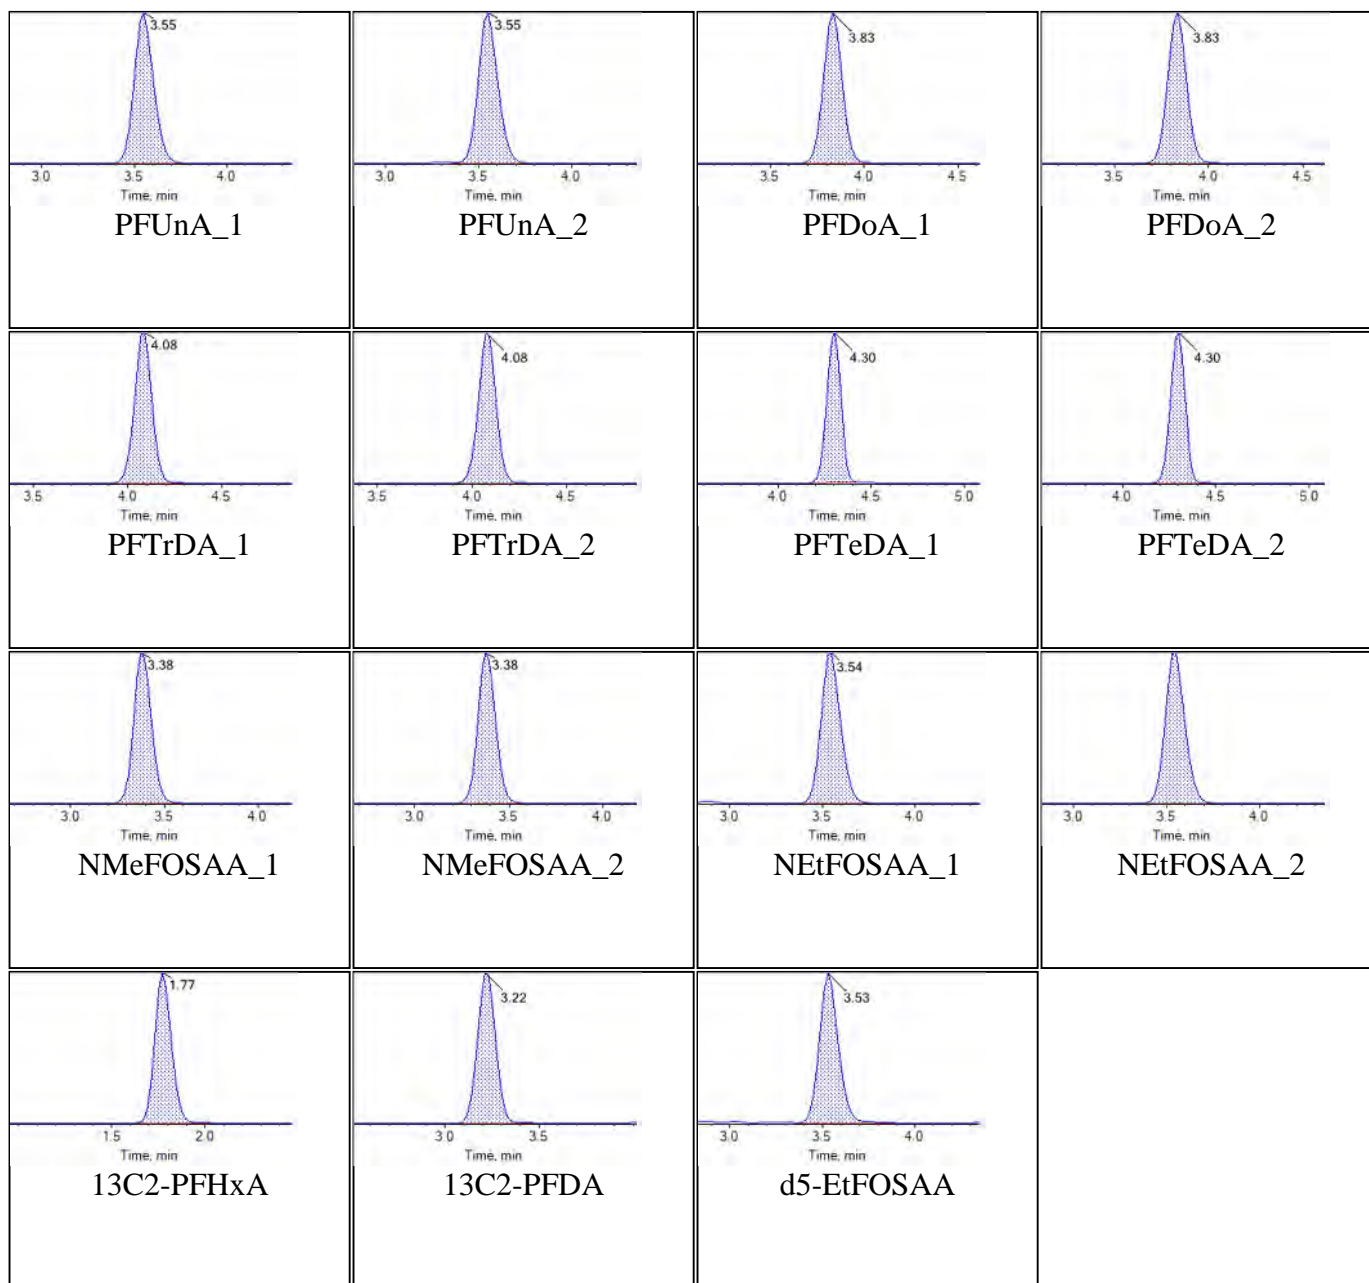 3.55
3.0 3.5 4.0
Time, min
PFUnA_1
3.55
3.0 3.5 4.0
Time, min
PFUnA_2
3.83
3.5 4.0 4.5
Time, min
PFDoA_1
3.83
3.5 4.0 4.5
Time, min
PFDoA_2
4.08
3.5 4.0 4.5
Time, min
PFTrDA_1
4.08
3.5 4.0 4.5
Time, min
PFTrDA_2
4.30
4.0 4.5 5.0
Time, min
PFTeDA_1
4.30
4.0 4.5 5.0
Time, min
PFTeDA_2
3.38
3.0 3.5 4.0
Time, min
NMeFOSAA_1
3.38
3.0 3.5 4.0
Time, min
NMeFOSAA_2
3.54
3.0 3.5 4.0
Time, min
NEtFOSAA_1
3.0 3.5 4.0
Time, min
NEtFOSAA_2
1.77
1.5 2.0
Time, min
13C2-PFHxA
3.22
3.0 3.5
Time, min
13C2-PFDA
3.53
3.0 3.5 4.0
Time, min
d5-EtFOSAA